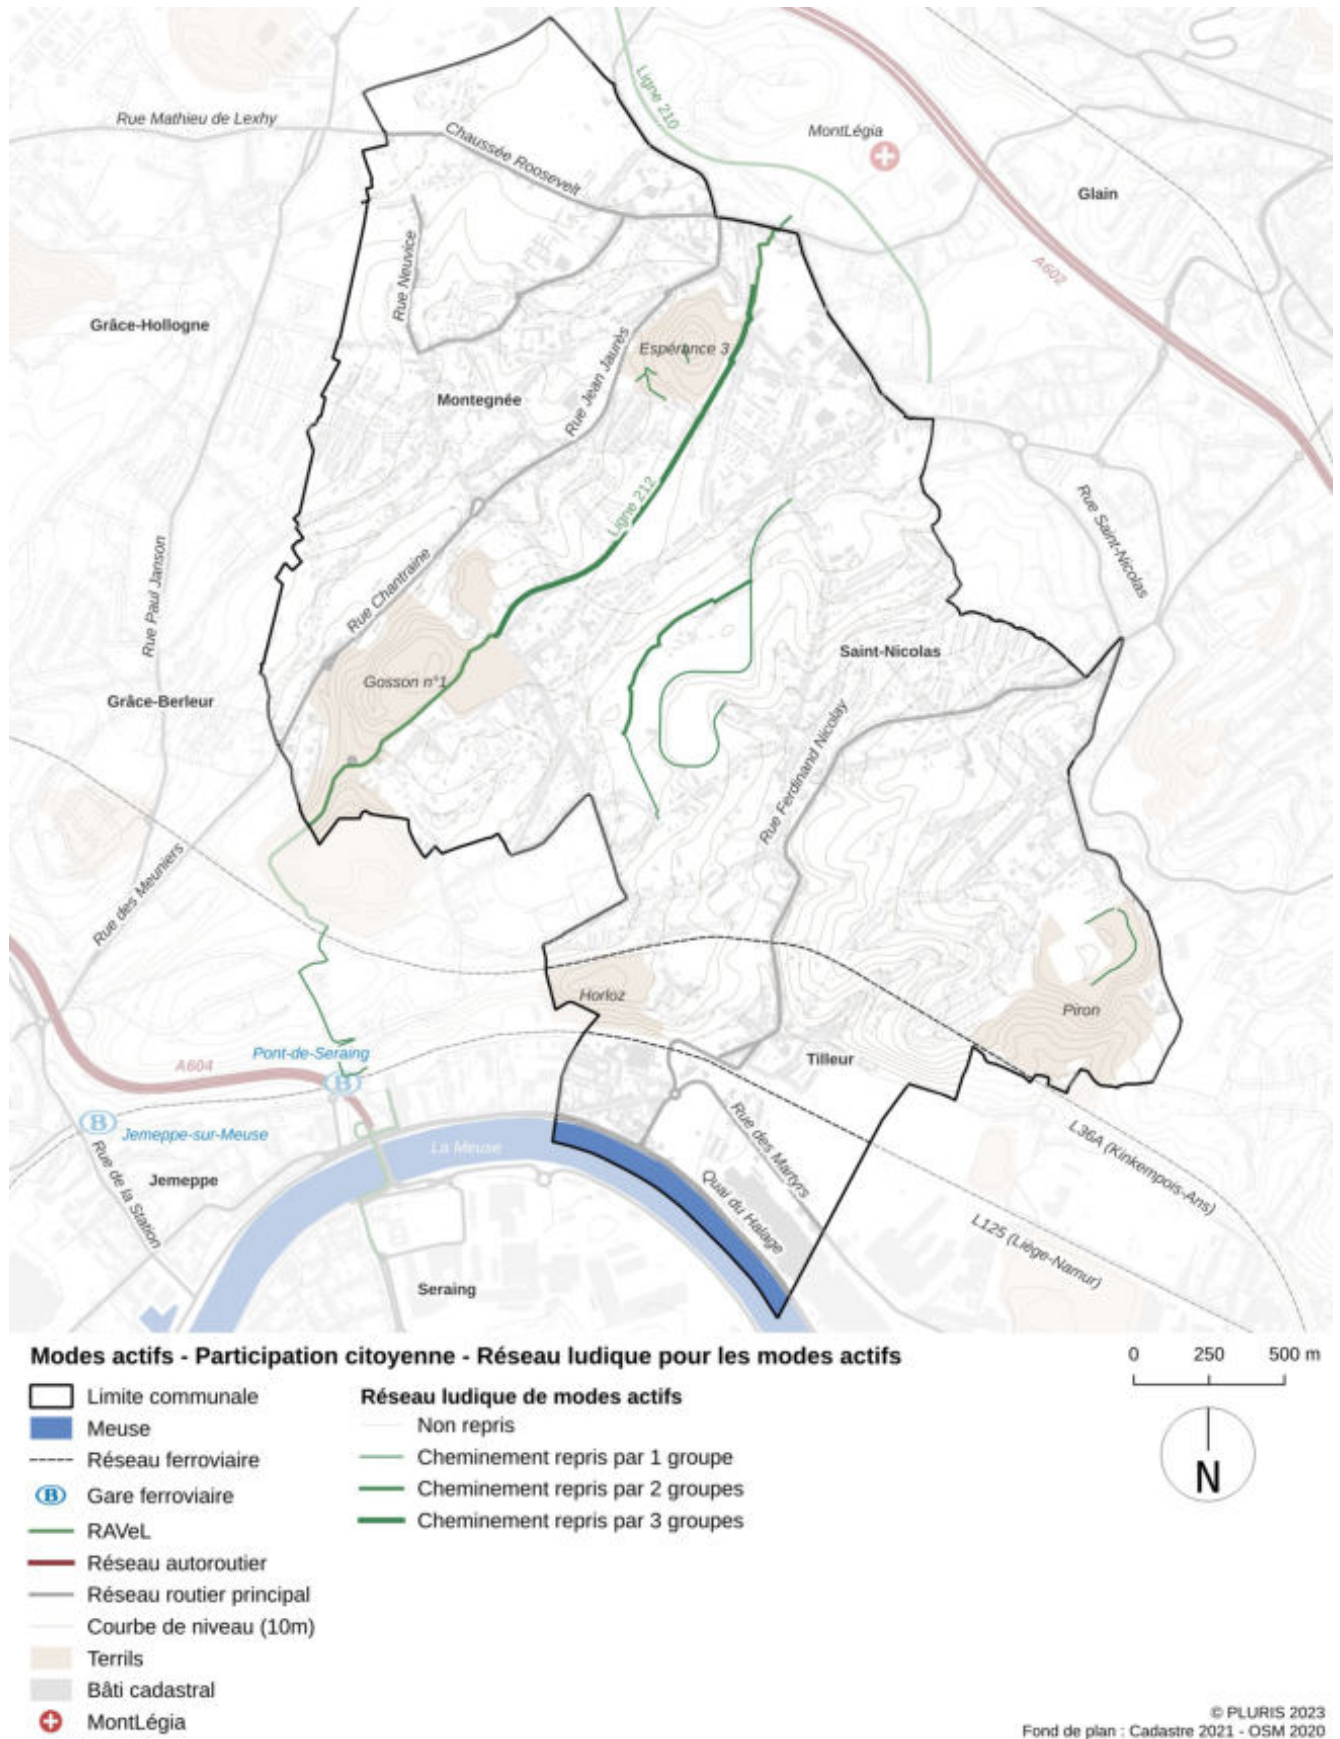 Ligne 210
Rue Mathieu de Lexhy
Chaussée Roosevelt
MontLégia
Glain
A602
Rue Neuvice
Grâce-Hollogne
Rue Jean Jaurès
Espérance 3
Montegnée
Ligne 212
Rue Saint-Nicolas
Rue Paul Janson
Rue Chantraine
Saint-Nicolas
Gosson n°1
Grâce-Berleur
Rue Ferdinand Nicolay
Rue des Meuniers
Horloz
Piron
Pont-de-Seraing
A604
B
Tilleur
B
Jemeppe-sur-Meuse
La Meuse
Rue des Martyrs
L36A (Kinkempois-Ans)
Jemeppe
Rue de la Station
Quai du Halage
L125 (Liège-Namur)
Seraing
Modes actifs - Participation citoyenne - Réseau ludique pour les modes actifs
0 250 500 m
Limite communale
Meuse
Réseau ferroviaire
B Gare ferroviaire
RAVeL
Réseau autoroutier
Réseau routier principal
Courbe de niveau (10m)
Terrils
Bâti cadastral
MontLégia
Réseau ludique de modes actifs
Non repris
Cheminement repris par 1 groupe
Cheminement repris par 2 groupes
Cheminement repris par 3 groupes
N
© PLURIS 2023
Fond de plan : Cadastre 2021 - OSM 2020